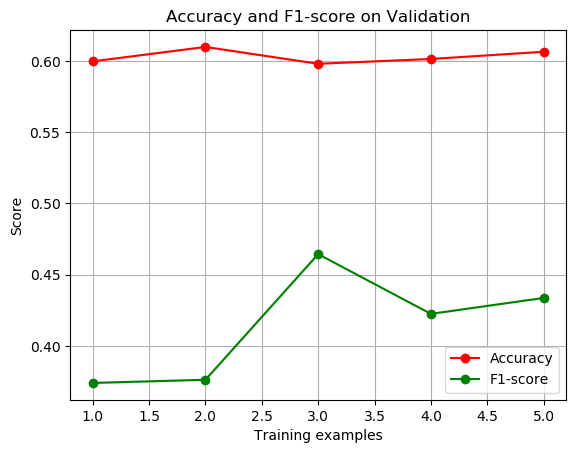 Accuracy and F1-score on Validation
0.60
0.55
0.50
0.45
0.40
Score
Accuracy
F1-score
1.0 1.5 2.0 2.5 3.0 3.5 4.0 4.5 5.0
Training examples